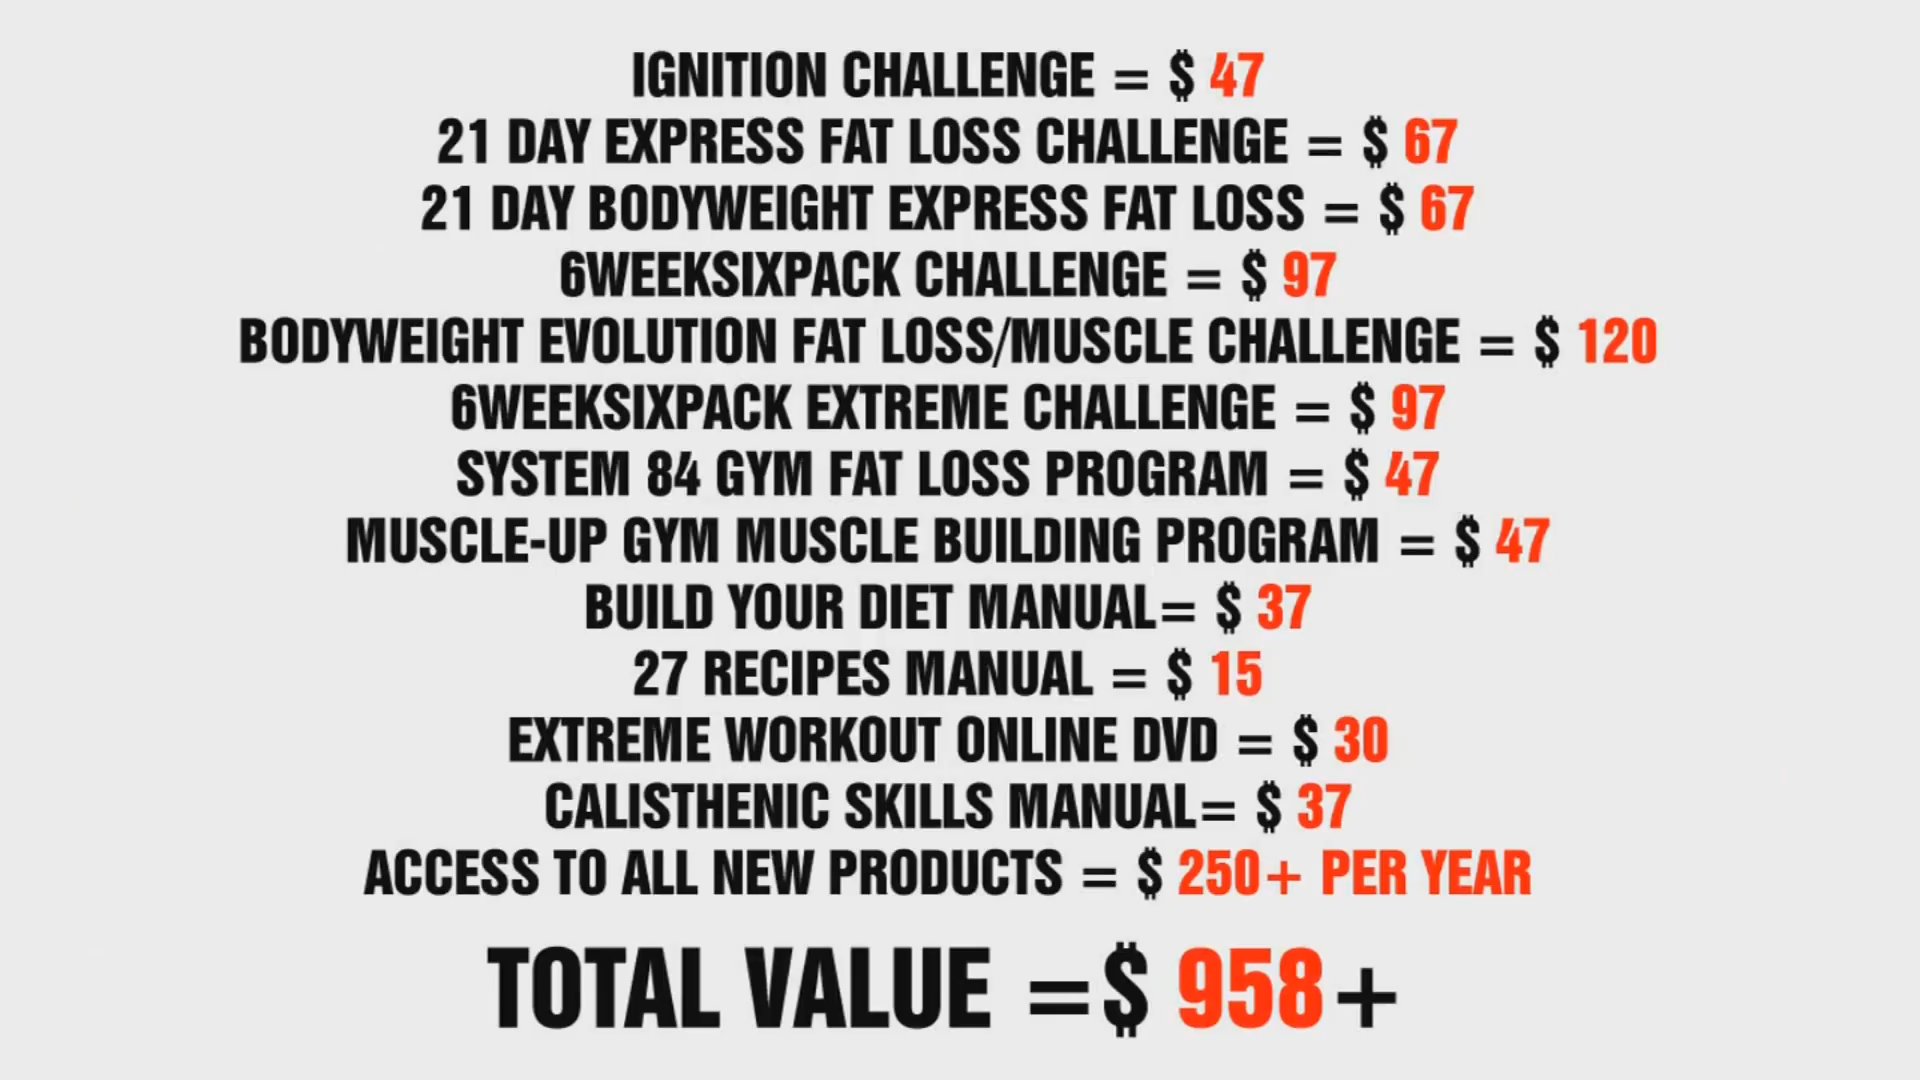 IGNITION CHALLENGE = $ 47
21 DAY EXPRESS FAT LOSS CHALLENGE = $ 67
21 DAY BODYWEIGHT EXPRESS FAT LOSS = $ 67
6WEEKSIXPACK CHALLENGE = $ 97
BODYWEIGHT EVOLUTION FAT LOSS/MUSCLE CHALLENGE = $ 120
6WEEKSIXPACK EXTREME CHALLENGE = $ 97
SYSTEM 84 GYM FAT LOSS PROGRAM = $ 47
MUSCLE-UP GYM MUSCLE BUILDING PROGRAM = $ 47
BUILD YOUR DIET MANUAL= $ 37
27 RECIPES MANUAL = $ 15
EXTREME WORKOUT ONLINE DVD = $ 30
CALISTHENIC SKILLS MANUAL= $ 37
ACCESS TO ALL NEW PRODUCTS = $ 250+ PER YEAR
TOTAL VALUE =$ 958+